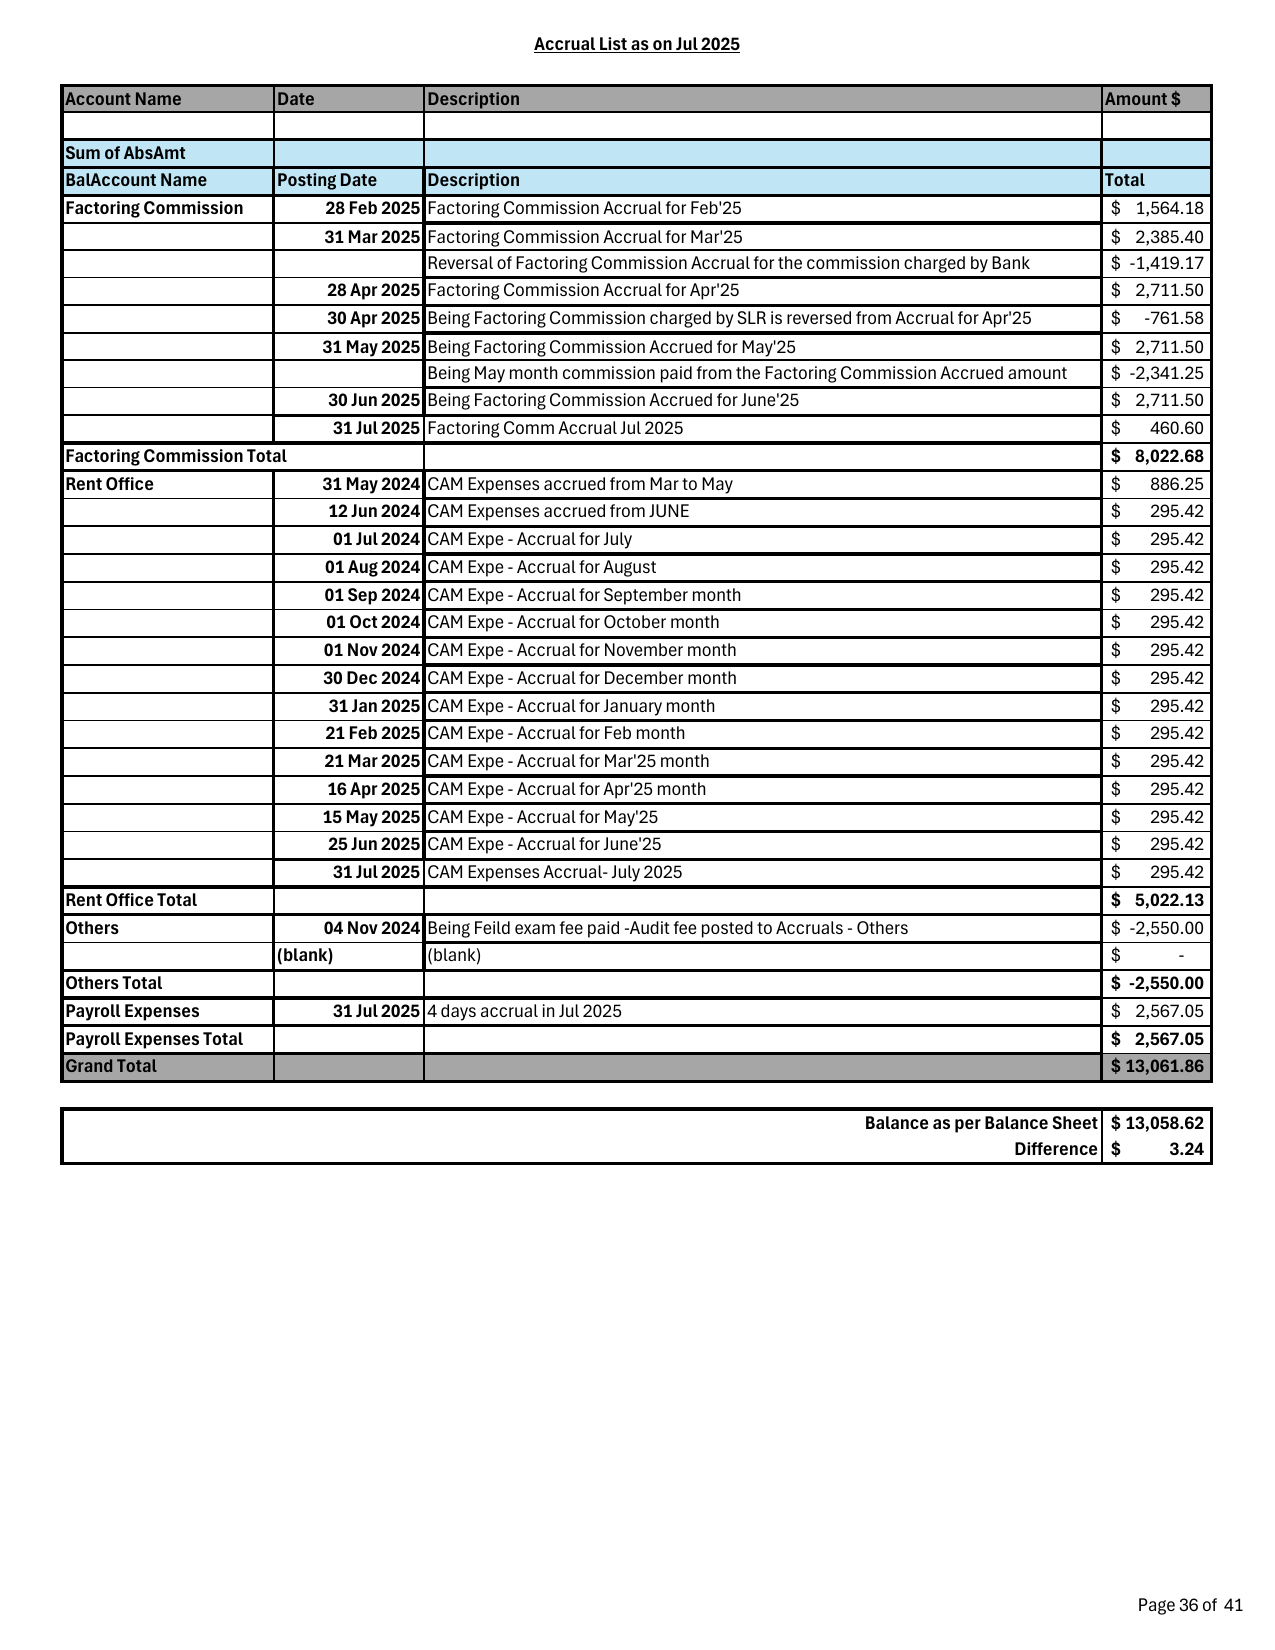 Accrual List as on Jul 2025
Account Name Date Description Amount $
Sum of AbsAmt
BalAccount Name Posting Date Description Total
Factoring Commission 28 Feb 2025 Factoring Commission Accrual for Feb'25 $ 1,564.18
31 Mar 2025 Factoring Commission Accrual for Mar'25 $ 2,385.40
Reversal of Factoring Commission Accrual for the commission charged by Bank $ -1,419.17
28 Apr 2025 Factoring Commission Accrual for Apr'25 $ 2,711.50
30 Apr 2025 Being Factoring Commission charged by SLR is reversed from Accrual for Apr'25 $ -761.58
31 May 2025 Being Factoring Commission Accrued for May'25 $ 2,711.50
Being May month commission paid from the Factoring Commission Accrued amount $ -2,341.25
30 Jun 2025 Being Factoring Commission Accrued for June'25 $ 2,711.50
31 Jul 2025 Factoring Comm Accrual Jul 2025 $ 460.60
Factoring Commission Total $ 8,022.68
Rent Office 31 May 2024 CAM Expenses accrued from Mar to May $ 886.25
12 Jun 2024 CAM Expenses accrued from JUNE $ 295.42
01 Jul 2024 CAM Expe - Accrual for July $ 295.42
01 Aug 2024 CAM Expe - Accrual for August $ 295.42
01 Sep 2024 CAM Expe - Accrual for September month $ 295.42
01 Oct 2024 CAM Expe - Accrual for October month $ 295.42
01 Nov 2024 CAM Expe - Accrual for November month $ 295.42
30 Dec 2024 CAM Expe - Accrual for December month $ 295.42
31 Jan 2025 CAM Expe - Accrual for January month $ 295.42
21 Feb 2025 CAM Expe - Accrual for Feb month $ 295.42
21 Mar 2025 CAM Expe - Accrual for Mar'25 month $ 295.42
16 Apr 2025 CAM Expe - Accrual for Apr'25 month $ 295.42
15 May 2025 CAM Expe - Accrual for May'25 $ 295.42
25 Jun 2025 CAM Expe - Accrual for June'25 $ 295.42
31 Jul 2025 CAM Expenses Accrual- July 2025 $ 295.42
Rent Office Total $ 5,022.13
Others 04 Nov 2024 Being Feild exam fee paid -Audit fee posted to Accruals - Others $ -2,550.00
(blank) (blank) $ -
Others Total $ -2,550.00
Payroll Expenses 31 Jul 2025 4 days accrual in Jul 2025 $ 2,567.05
Payroll Expenses Total $ 2,567.05
Grand Total $ 13,061.86
Balance as per Balance Sheet $ 13,058.62
Difference $ 3.24
Page 36 of 41